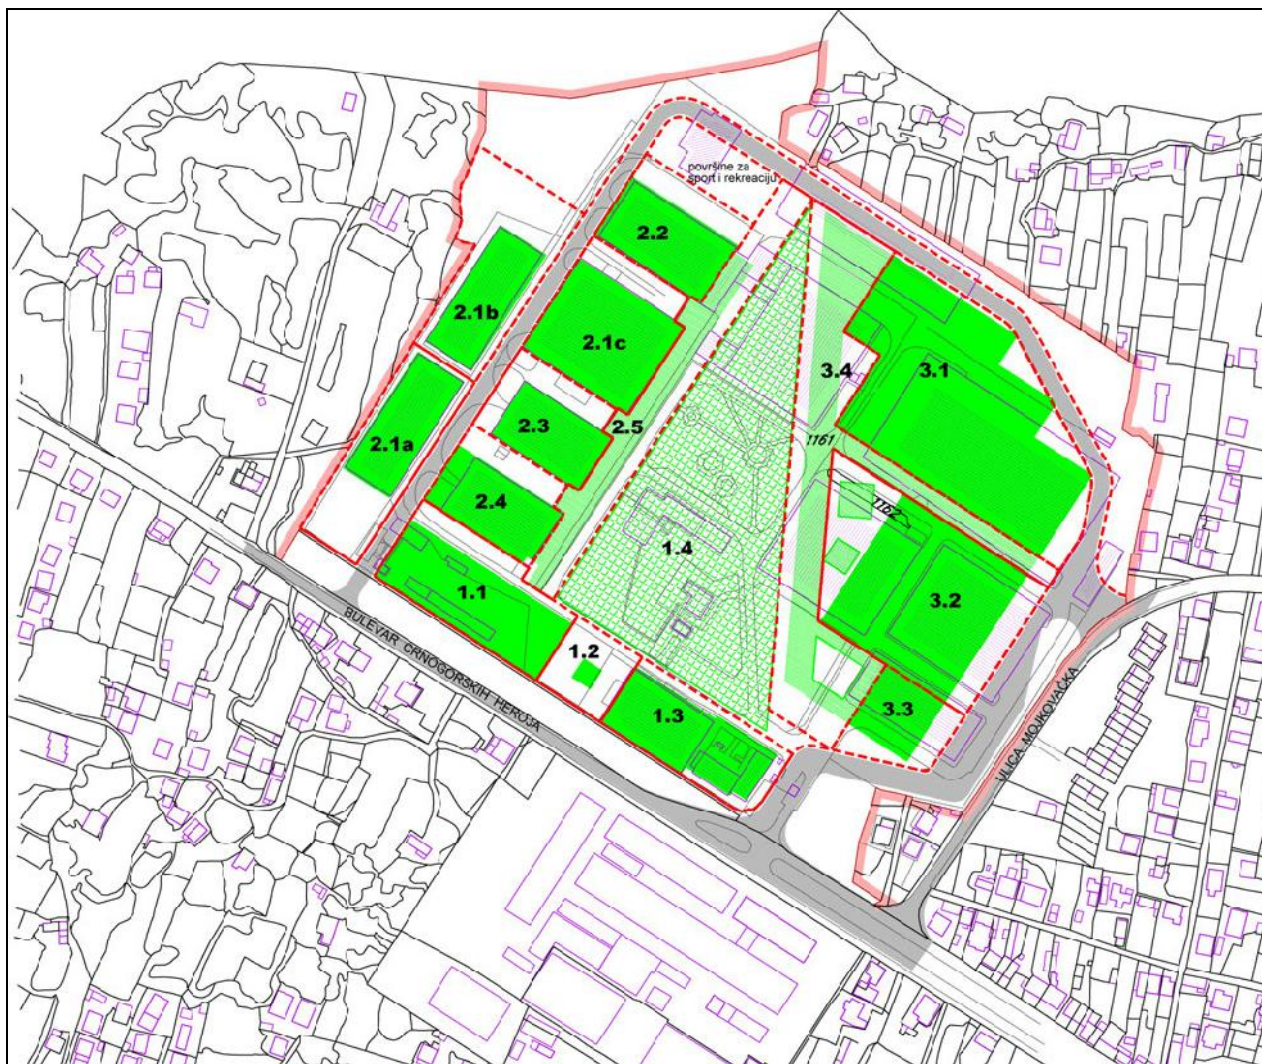 površine za
sport i rekreaciju
2.2
2.1b
2.1c
3.4
3.1
2.3
2.5
2.1a
1161
2.4
1162
1.4
1.1
3.2
1.2
BULEVAR CRNOGORSKIH HEROJA
1.3
3.3
ULICA MOJKOVAČKA